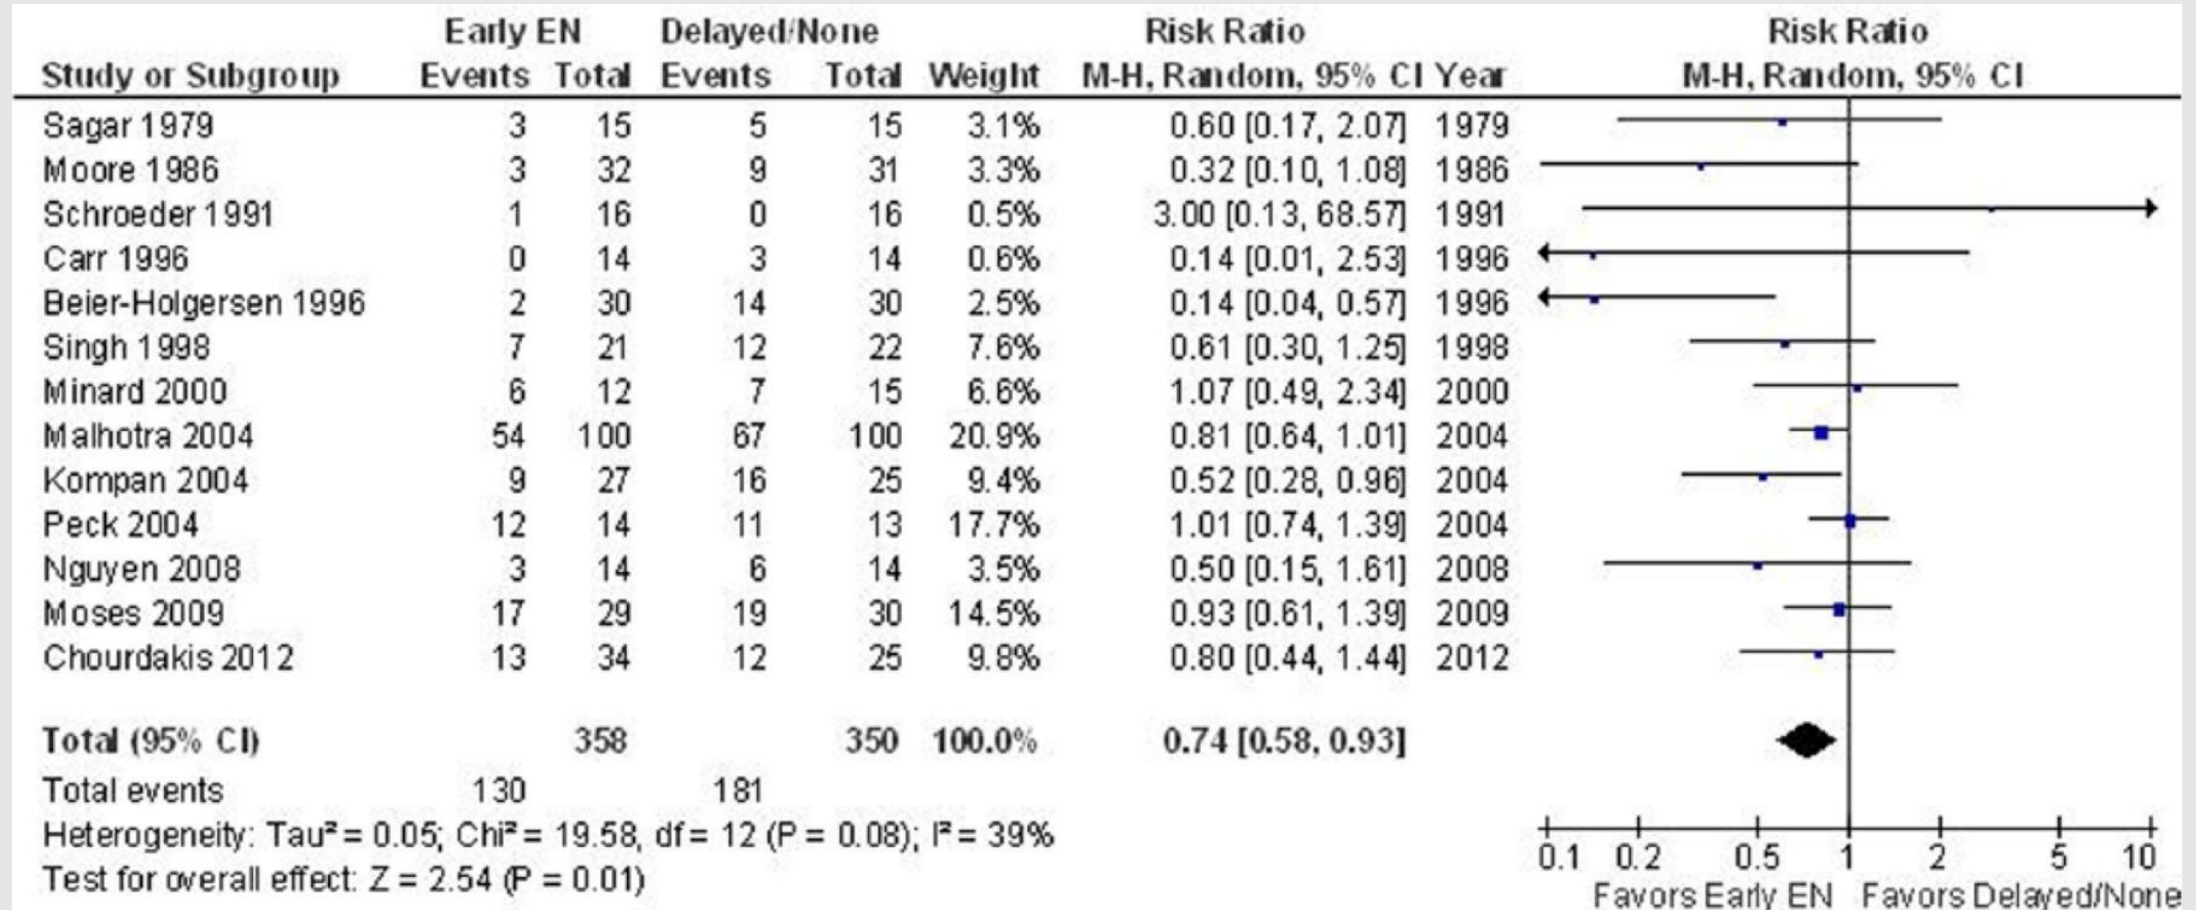 Early EN Delayed/None Risk Ratio Risk Ratio
Study or Subgroup Events Total Events Total Weight M-H, Random, 95% CI Year M-H, Random, 95% CI
Sagar 1979 3 15 5 15 3.1% 0.60 [0.17, 2.07] 1979
Moore 1986 3 32 9 31 3.3% 0.32 [0.10, 1.08] 1986
Schroeder 1991 1 16 0 16 0.5% 3.00 [0.13, 68.57] 1991
Carr 1996 0 14 3 14 0.6% 0.14 [0.01, 2.53] 1996
Beier-Holgersen 1996 2 30 14 30 2.5% 0.14 [0.04, 0.57] 1996
Singh 1998 7 21 12 22 7.6% 0.61 [0.30, 1.25] 1998
Minard 2000 6 12 7 15 6.6% 1.07 [0.49, 2.34] 2000
Malhotra 2004 54 100 67 100 20.9% 0.81 [0.64, 1.01] 2004
Kompan 2004 9 27 16 25 9.4% 0.52 [0.28, 0.96] 2004
Peck 2004 12 14 11 13 17.7% 1.01 [0.74, 1.39] 2004
Nguyen 2008 3 14 6 14 3.5% 0.50 [0.15, 1.61] 2008
Moses 2009 17 29 19 30 14.5% 0.93 [0.61, 1.39] 2009
Chourdakis 2012 13 34 12 25 9.8% 0.80 [0.44, 1.44] 2012
Total (95% CI) 358 350 100.0% 0.74 [0.58, 0.93]
Total events 130 181
Heterogeneity: Tau² = 0.05; Chi² = 19.58, df = 12 (P = 0.08); I² = 39%
Test for overall effect: Z = 2.54 (P = 0.01)
0.1 0.2 0.5 1 2 5 10
Favors Early EN Favors Delayed/None